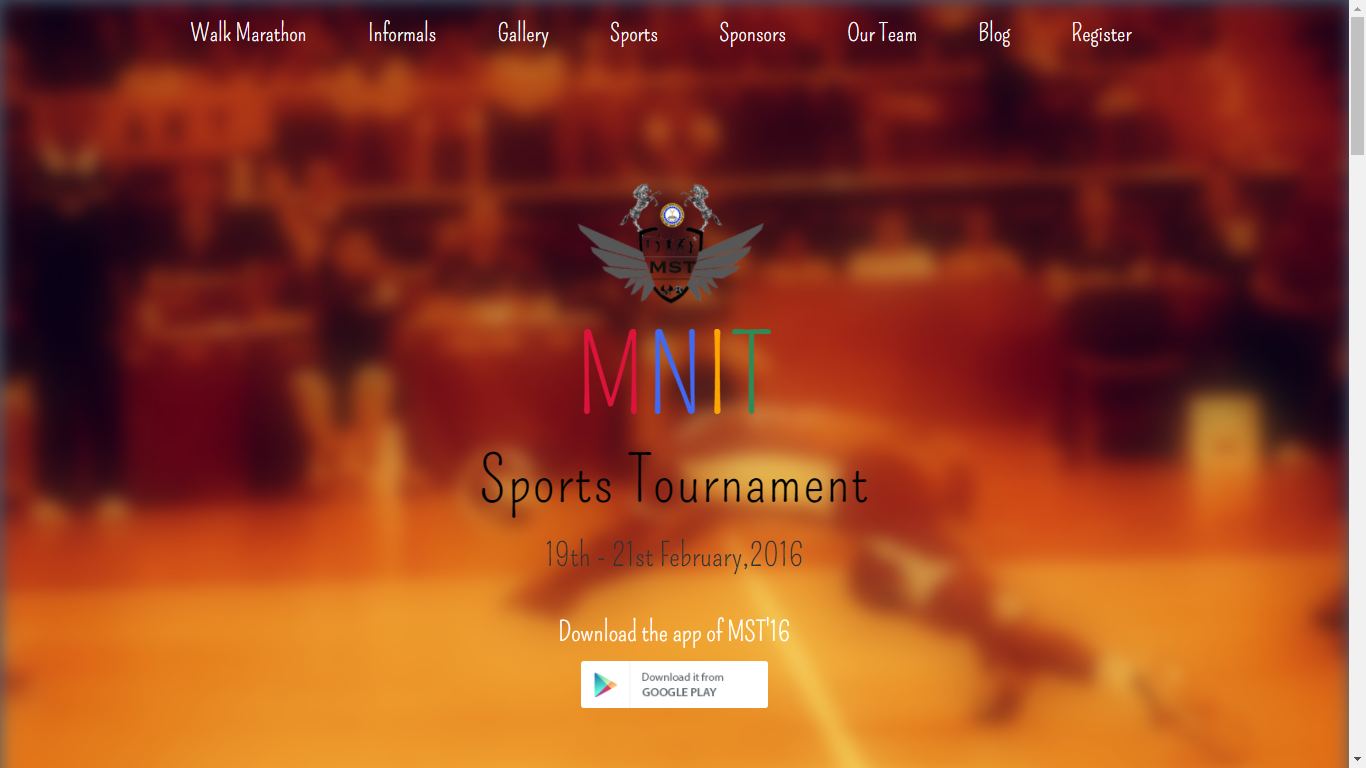 Walk Marathon Informals Gallery Sports Sponsors Our Team Blog Register
MST
MNIT
Sports Tournament
19th - 21st February,2016
Download the app of MST'16
Download it from
GOOGLE PLAY